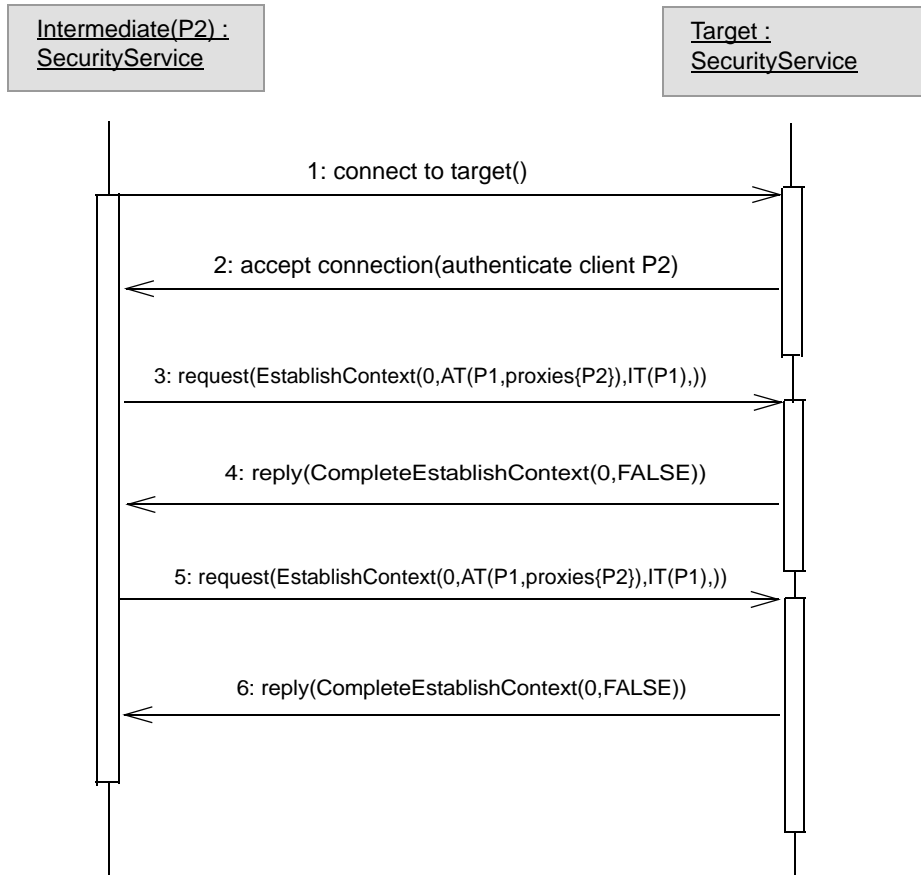 Intermediate(P2) :
SecurityService
Target :
SecurityService
1: connect to target()
2: accept connection(authenticate client P2)
3: request(EstablishContext(0,AT(P1,proxies{P2}),IT(P1),))
4: reply(CompleteEstablishContext(0,FALSE))
5: request(EstablishContext(0,AT(P1,proxies{P2}),IT(P1),))
6: reply(CompleteEstablishContext(0,FALSE))